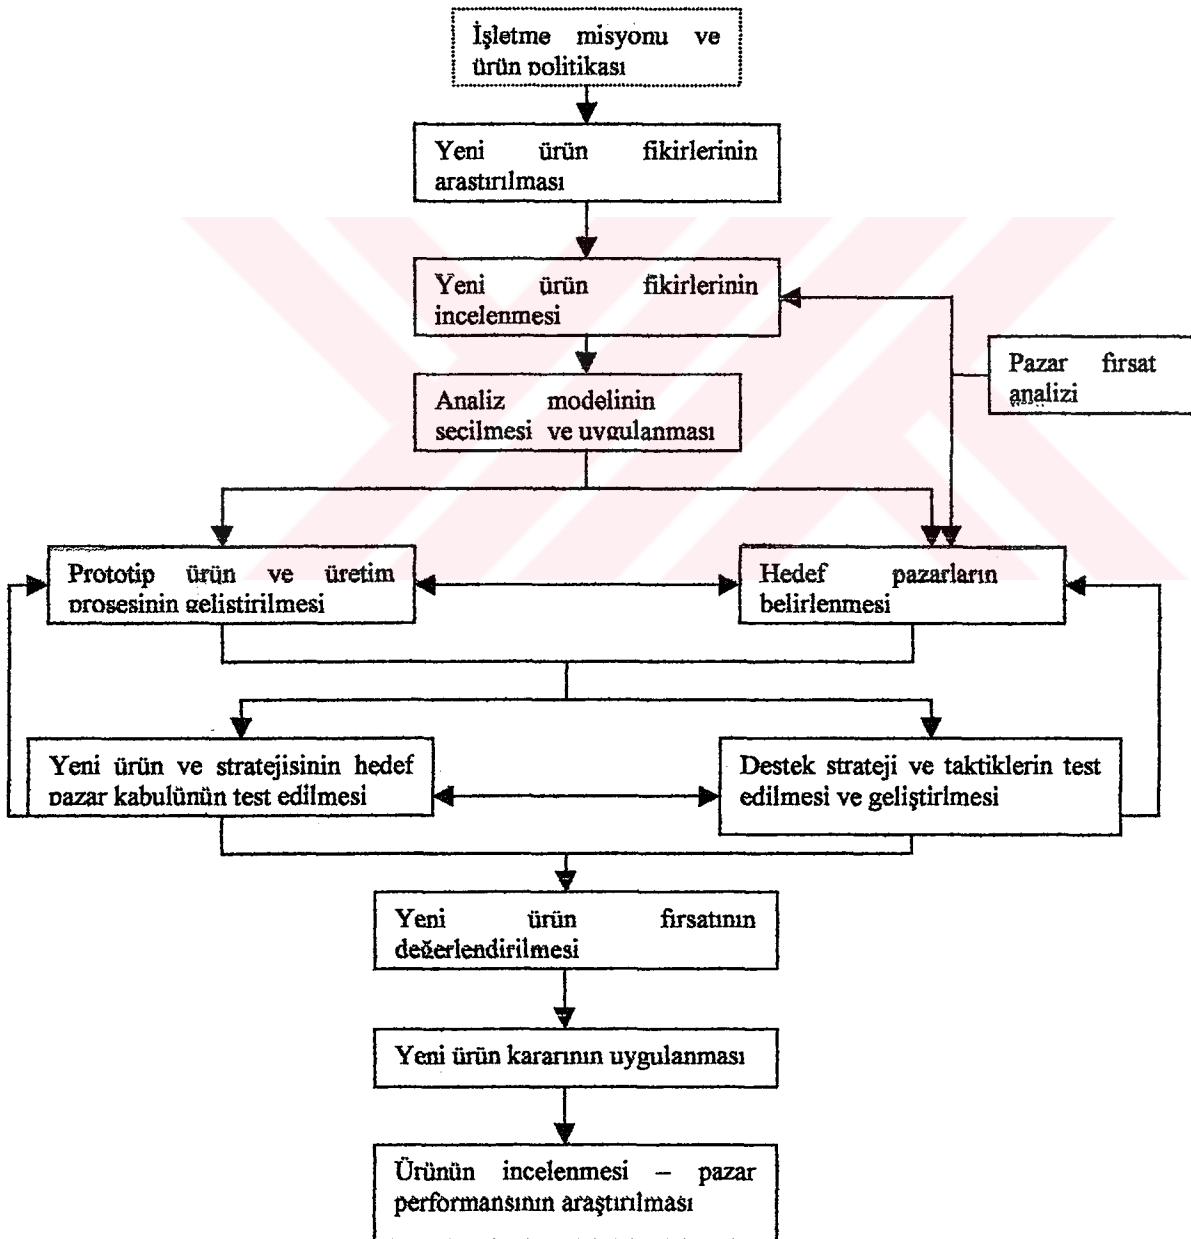 İşletme misyonu ve
ürün politikası
Yeni ürün fikirlerinin
araştırılması
Yeni ürün fikirlerinin
incelenmesi
Pazar fırsat
analizi
Analiz modelinin
seçilmesi ve uygulanması
Prototip ürün ve üretim
prosesinin geliştirilmesi
Hedef pazarların
belirlenmesi
Yeni ürün ve stratejisinin hedef
pazar kabulünün test edilmesi
Destek strateji ve taktiklerin test
edilmesi ve geliştirlmesi
Yeni ürün fırsatının
değerlendirilmesi
Yeni ürün kararının uygulanması
Ürünün incelenmesi – pazar
performansının araştırılması